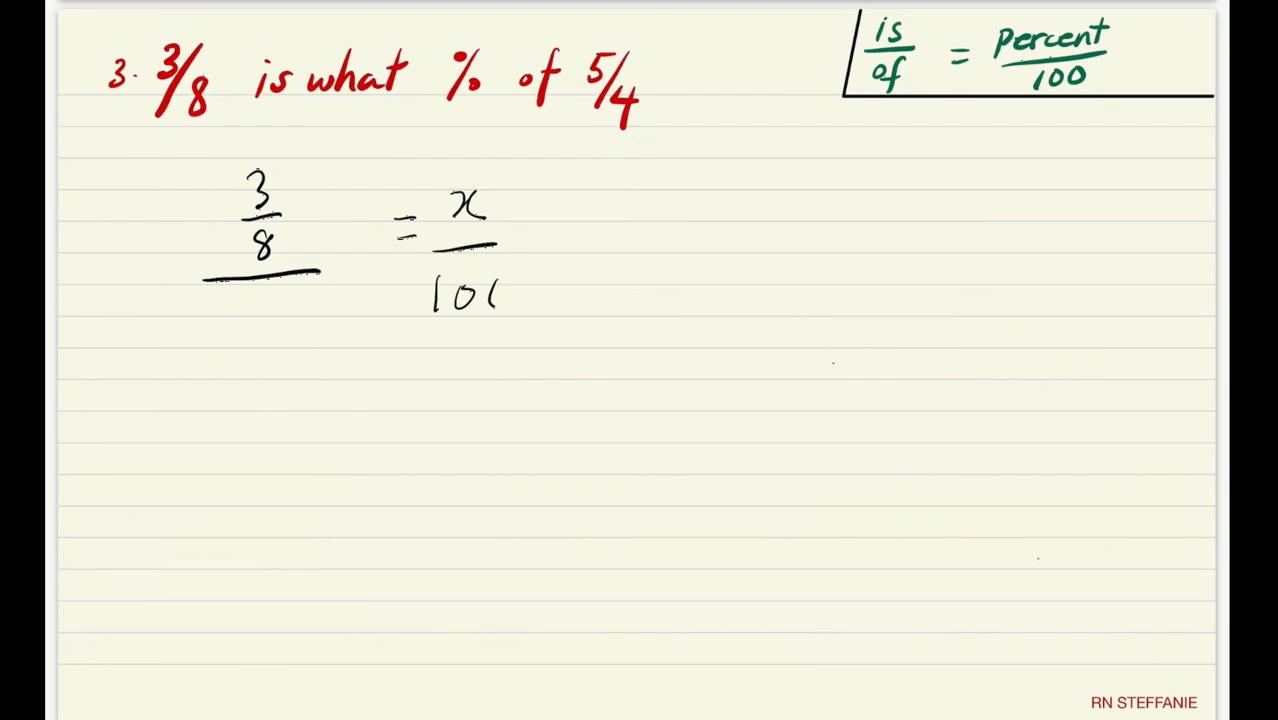 3. 3/8 is what % of 5/4
is/of = percent/100
3/8 = x/100
RN STEFFANIE